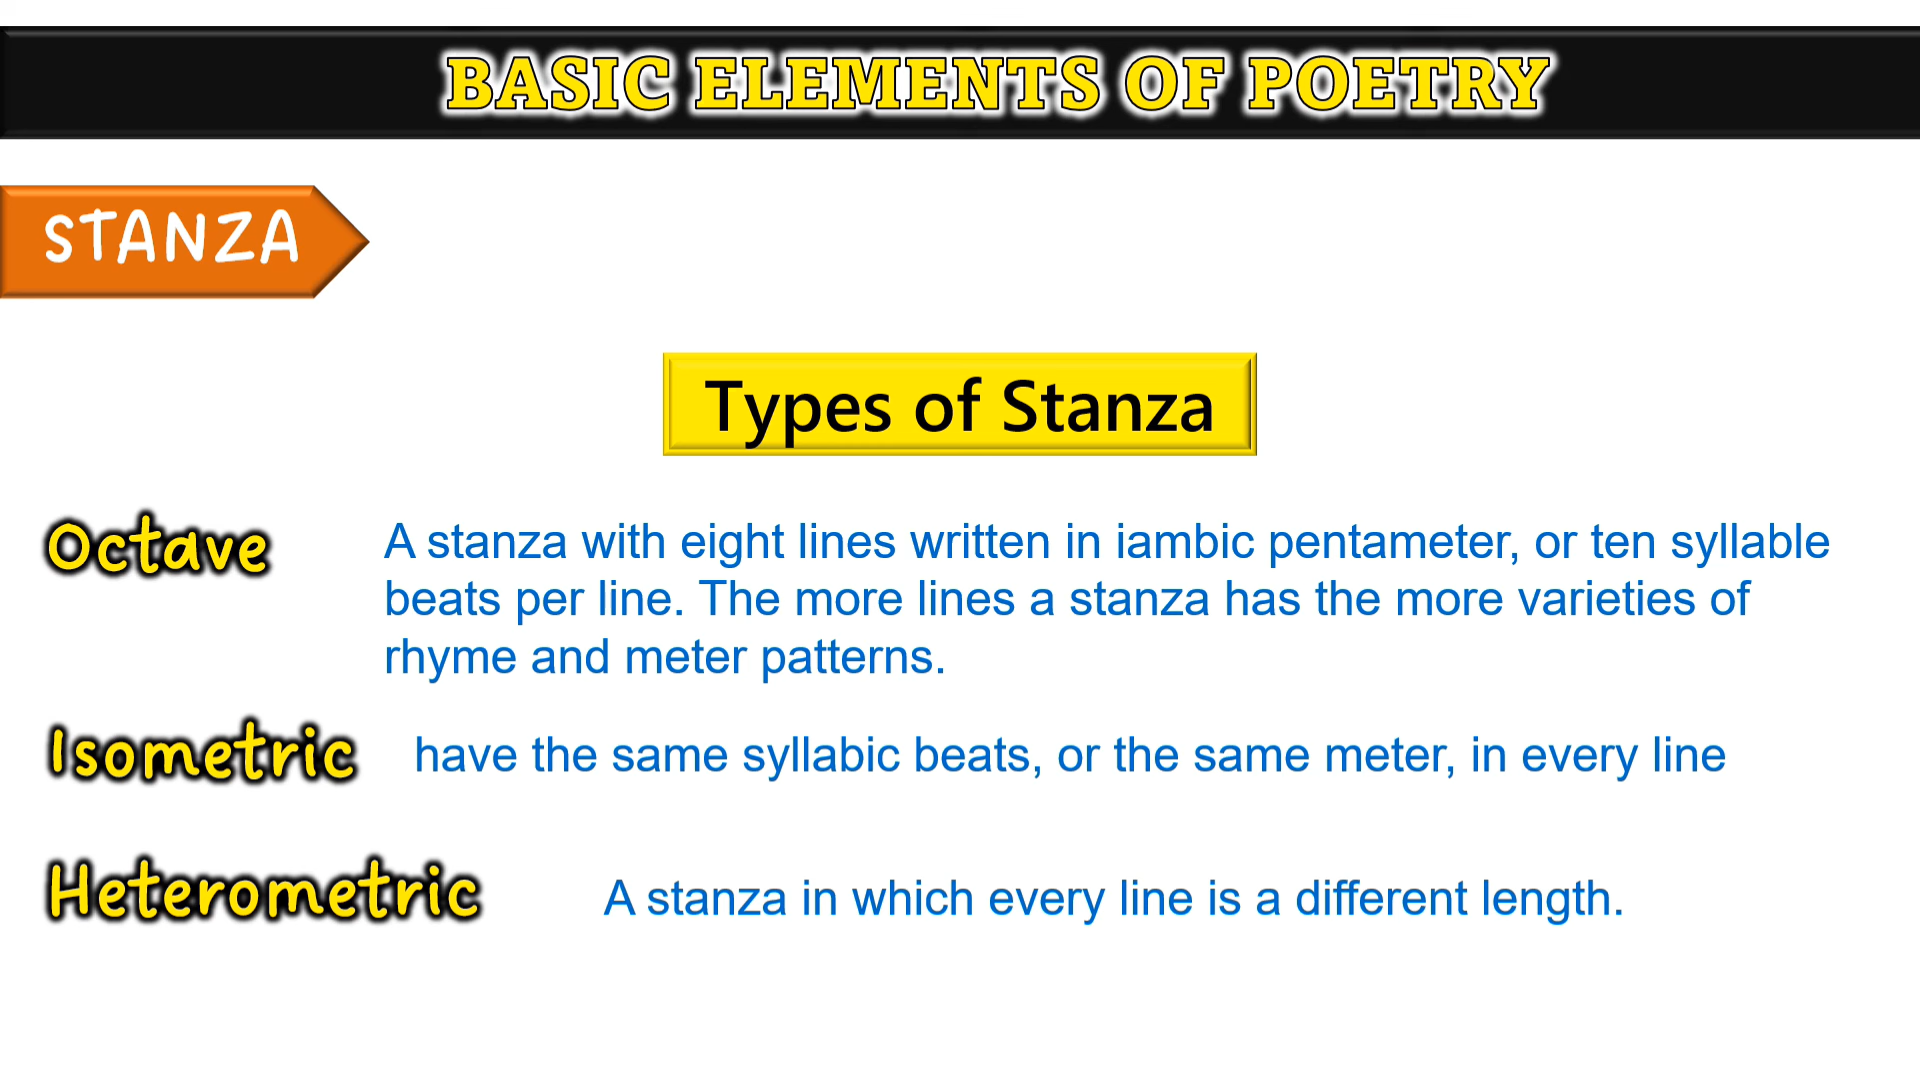 BASIC ELEMENTS OF POETRY
STANZA
Types of Stanza
Octave
A stanza with eight lines written in iambic pentameter, or ten syllable
beats per line. The more lines a stanza has the more varieties of
rhyme and meter patterns.
Isometric
have the same syllabic beats, or the same meter, in every line
Heterometric
A stanza in which every line is a different length.